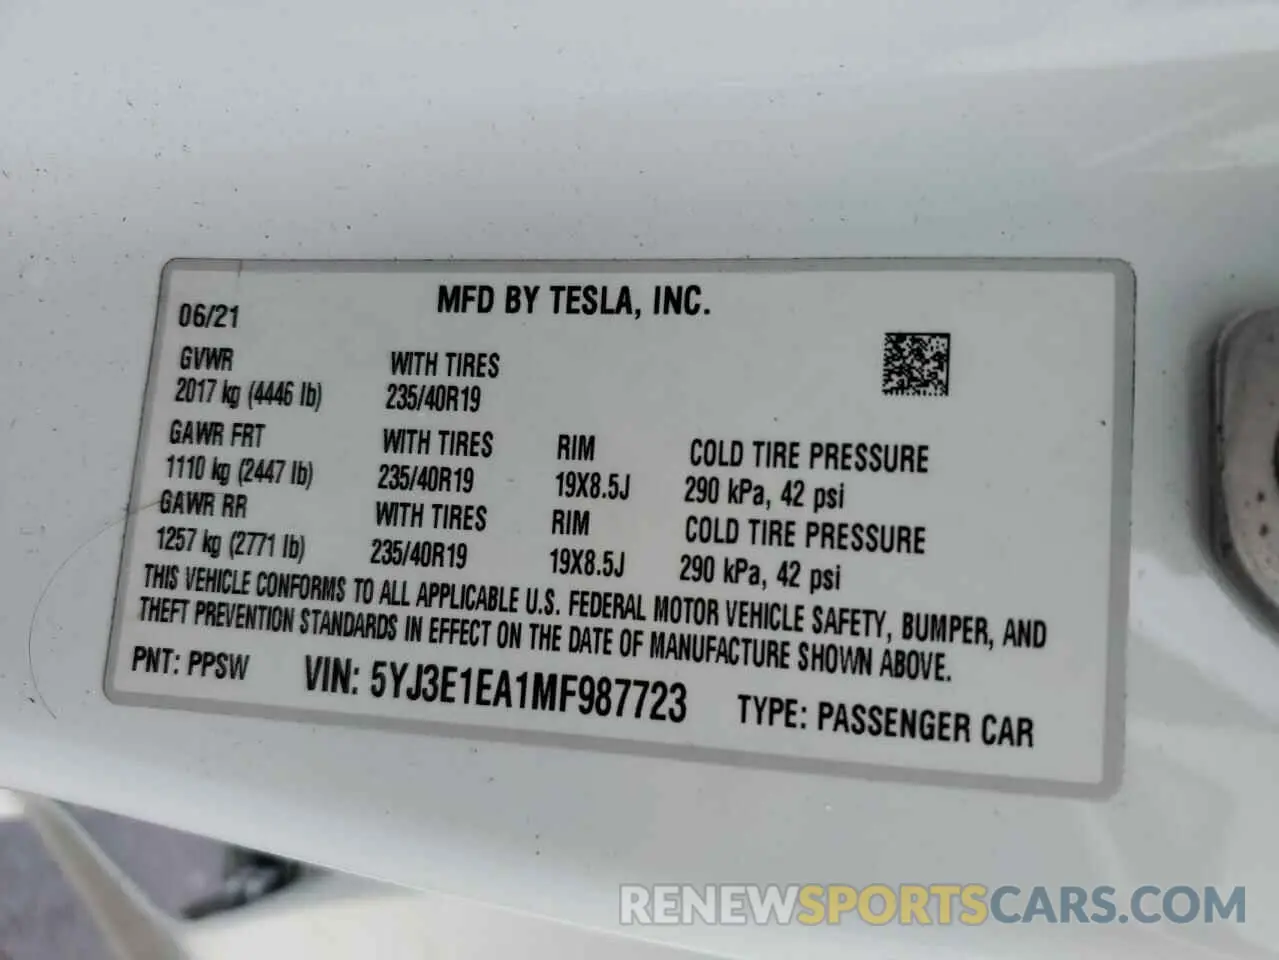 MFD BY TESLA, INC.
06/21
GVWR WITH TIRES
2017 kg (4446 lb) 235/40R19
GAWR FRT WITH TIRES RIM COLD TIRE PRESSURE
1110 kg (2447 lb) 235/40R19 19X8.5J 290 kPa, 42 psi
GAWR RR WITH TIRES RIM COLD TIRE PRESSURE
1257 kg (2771 lb) 235/40R19 19X8.5J 290 kPa, 42 psi
THIS VEHICLE CONFORMS TO ALL APPLICABLE U.S. FEDERAL MOTOR VEHICLE SAFETY, BUMPER, AND
THEFT PREVENTION STANDARDS IN EFFECT ON THE DATE OF MANUFACTURE SHOWN ABOVE.
PNT: PPSW VIN: 5YJ3E1EA1MF987723 TYPE: PASSENGER CAR
RENEWSPORTSCARS.COM